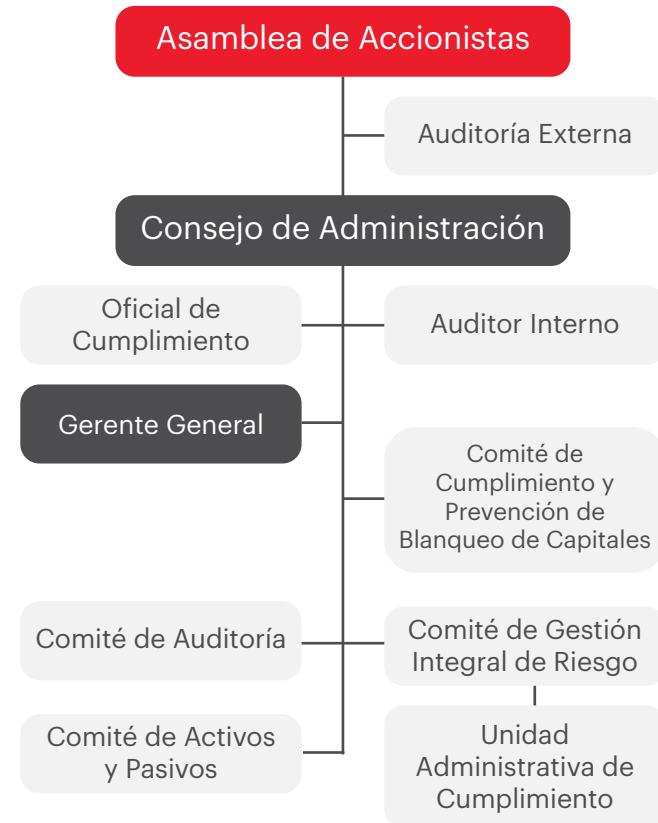 Asamblea de Accionistas
Auditoría Externa
Consejo de Administración
Oficial de
Cumplimiento
Auditor Interno
Gerente General
Comité de
Cumplimiento y
Prevención de
Blanqueo de Capitales
Comité de Auditoría
Comité de Gestión
Integral de Riesgo
Comité de Activos
y Pasivos
Unidad
Administrativa de
Cumplimiento